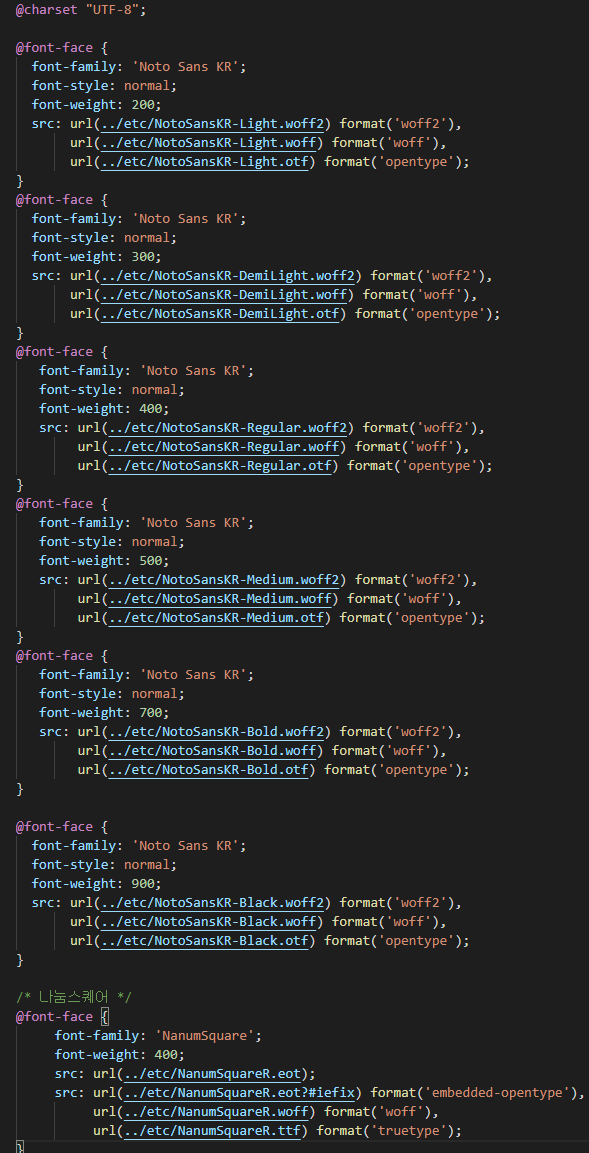 @charset "UTF-8";
@font-face {
font-family: 'Noto Sans KR';
font-style: normal;
font-weight: 200;
src: url(../etc/NotoSansKR-Light.woff2) format('woff2'),
url(../etc/NotoSansKR-Light.woff) format('woff'),
url(../etc/NotoSansKR-Light.otf) format('opentype');
}
@font-face {
font-family: 'Noto Sans KR';
font-style: normal;
font-weight: 300;
src: url(../etc/NotoSansKR-DemiLight.woff2) format('woff2'),
url(../etc/NotoSansKR-DemiLight.woff) format('woff'),
url(../etc/NotoSansKR-DemiLight.otf) format('opentype');
}
@font-face {
font-family: 'Noto Sans KR';
font-style: normal;
font-weight: 400;
src: url(../etc/NotoSansKR-Regular.woff2) format('woff2'),
url(../etc/NotoSansKR-Regular.woff) format('woff'),
url(../etc/NotoSansKR-Regular.otf) format('opentype');
}
@font-face {
font-family: 'Noto Sans KR';
font-style: normal;
font-weight: 500;
src: url(../etc/NotoSansKR-Medium.woff2) format('woff2'),
url(../etc/NotoSansKR-Medium.woff) format('woff'),
url(../etc/NotoSansKR-Medium.otf) format('opentype');
}
@font-face {
font-family: 'Noto Sans KR';
font-style: normal;
font-weight: 700;
src: url(../etc/NotoSansKR-Bold.woff2) format('woff2'),
url(../etc/NotoSansKR-Bold.woff) format('woff'),
url(../etc/NotoSansKR-Bold.otf) format('opentype');
}
@font-face {
font-family: 'Noto Sans KR';
font-style: normal;
font-weight: 900;
src: url(../etc/NotoSansKR-Black.woff2) format('woff2'),
url(../etc/NotoSansKR-Black.woff) format('woff'),
url(../etc/NotoSansKR-Black.otf) format('opentype');
}
/* 나눔스퀘어 */
@font-face {
font-family: 'NanumSquare';
font-weight: 400;
src: url(../etc/NanumSquareR.eot);
src: url(../etc/NanumSquareR.eot?#iefix) format('embedded-opentype'),
url(../etc/NanumSquareR.woff) format('woff'),
url(../etc/NanumSquareR.ttf) format('truetype');
}